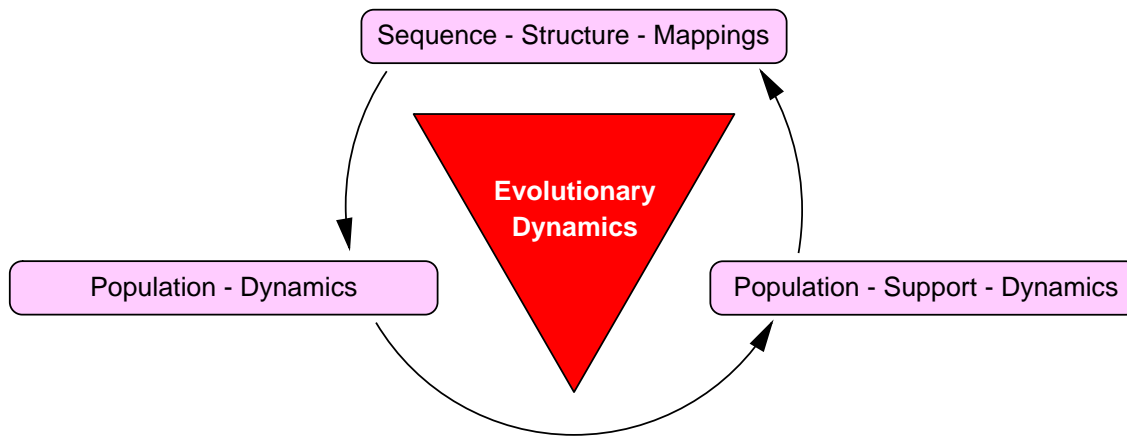 Sequence - Structure - Mappings
Evolutionary
Dynamics
Population - Dynamics
Population - Support - Dynamics